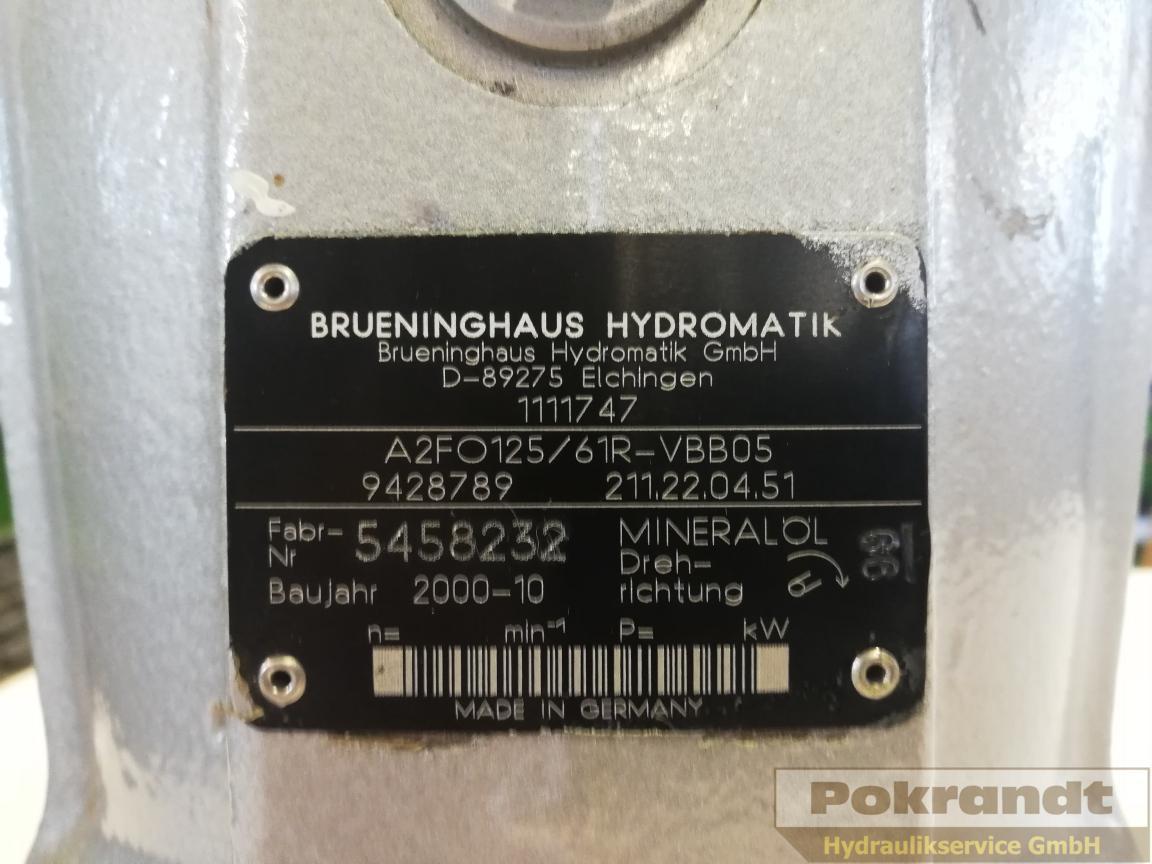 BRUENINGHAUS HYDROMATIK
Brueninghaus Hydromatik GmbH
D-89275 Elchingen
1111747
A2FO125/61R-VBB05
9428789 211.22.04.51
Fabr-Nr 5458232 MINERALÖL
Baujahr 2000-10 Dreh-richtung R 99
n= min⁻¹ P= kW
MADE IN GERMANY
Pokrandt
Hydraulikservice GmbH